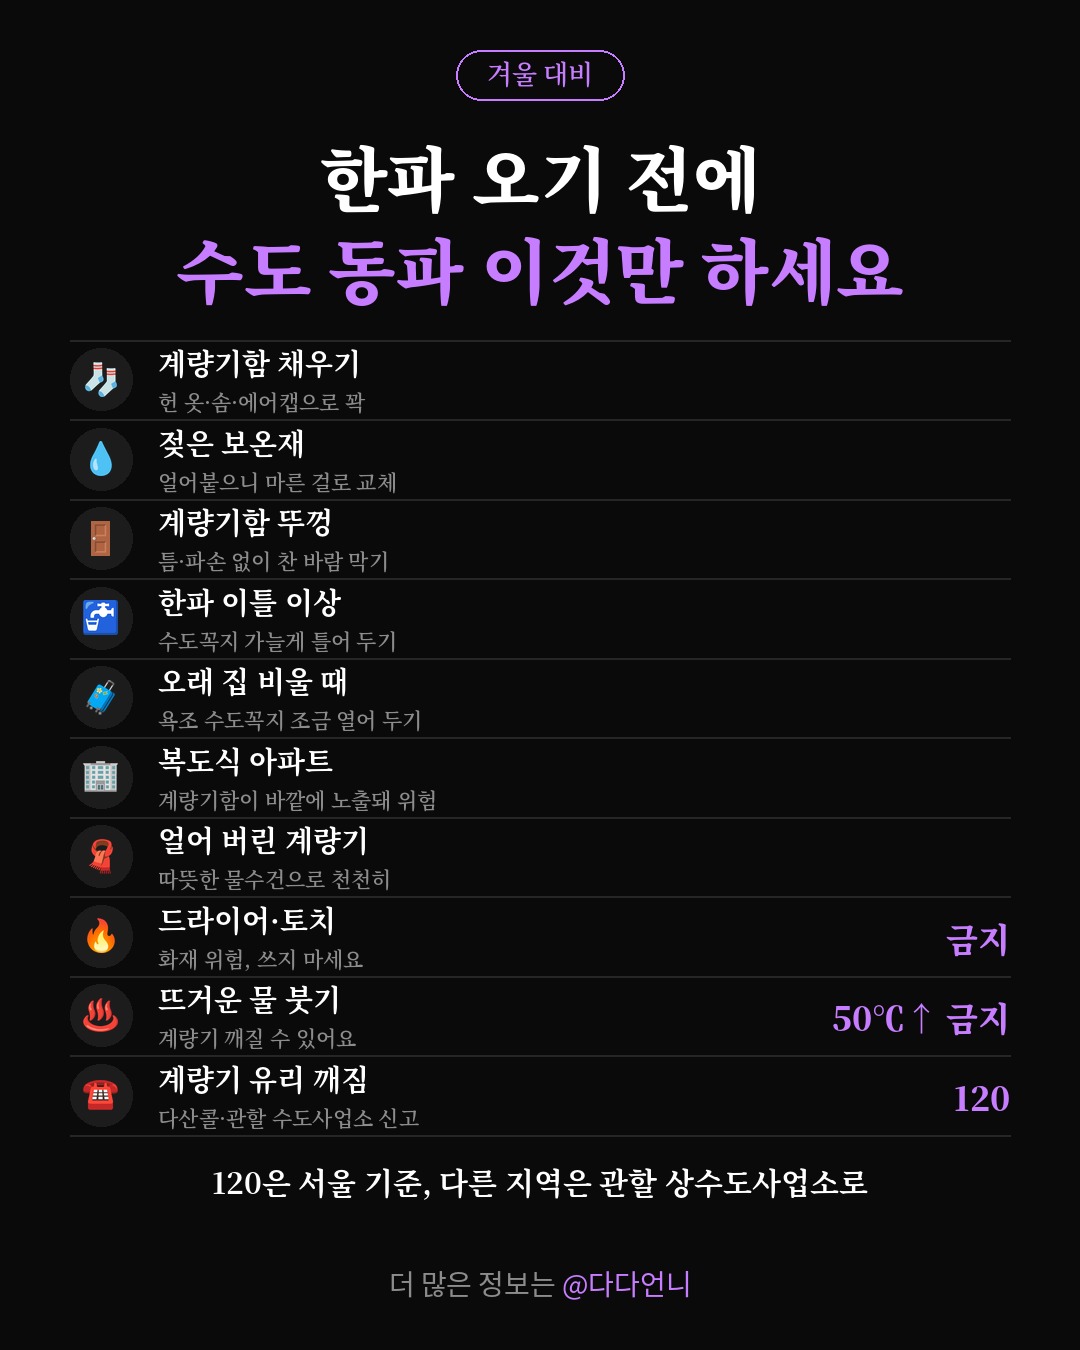 겨울 대비
한파 오기 전에
수도 동파 이것만 하세요
계량기함 채우기
헌 옷·솜·에어캡으로 꽉
젖은 보온재
얼어붙으니 마른 걸로 교체
계량기함 뚜껑
틈·파손 없이 찬 바람 막기
한파 이틀 이상
수도꼭지 가늘게 틀어 두기
오래 집 비울 때
욕조 수도꼭지 조금 열어 두기
복도식 아파트
계량기함이 바깥에 노출돼 위험
얼어 버린 계량기
따뜻한 물수건으로 천천히
드라이어·토치
화재 위험, 쓰지 마세요
금지
뜨거운 물 붓기
계량기 깨질 수 있어요
50℃↑ 금지
계량기 유리 깨짐
다산콜·관할 수도사업소 신고
120
120은 서울 기준, 다른 지역은 관할 상수도사업소로
더 많은 정보는 @다다언니